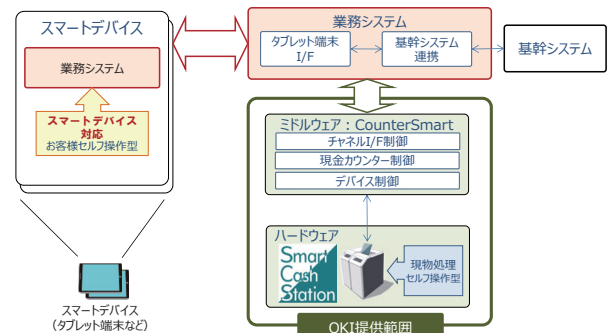 スマートデバイス
業務システム
スマートデバイス
対応
お客様セルフ操作型
業務システム
タブレット端末
I/F
基幹システム
連携
基幹システム
ミドルウェア：CounterSmart
チャネルI/F制御
現金カウンター制御
デバイス制御
ハードウェア
Smart
Cash
Station
現物処理
セルフ操作型
OKI提供範囲
スマートデバイス
（タブレット端末など）